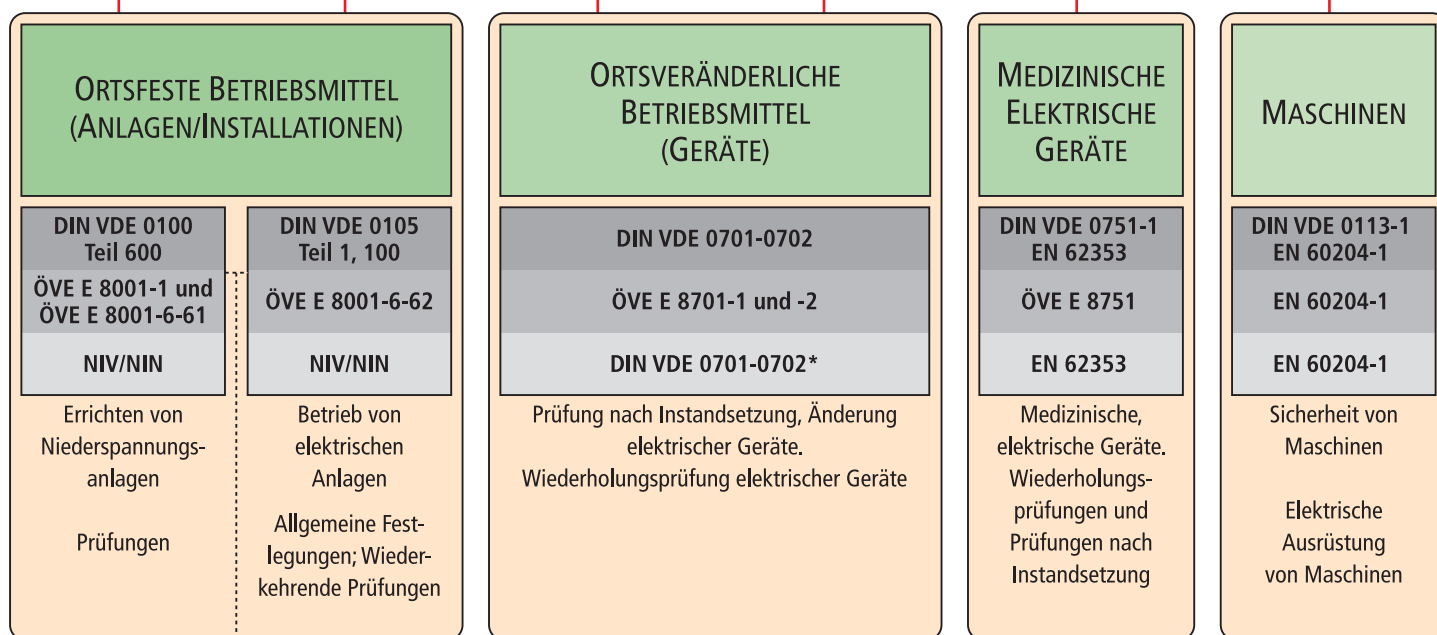 ORTSFESTE BETRIEBSMITTEL
(ANLAGEN/INSTALLATIONEN)
DIN VDE 0100
Teil 600
ÖVE E 8001-1 und
ÖVE E 8001-6-61
NIV/NIN
Errichten von
Niederspannungs-
anlagen
Prüfungen
DIN VDE 0105
Teil 1, 100
ÖVE E 8001-6-62
NIV/NIN
Betrieb von
elektrischen
Anlagen
Allgemeine Fest-
legungen; Wieder-
kehrende Prüfungen
ORTSVERÄNDERLICHE
BETRIEBSMITTEL
(GERÄTE)
DIN VDE 0701-0702
ÖVE E 8701-1 und -2
DIN VDE 0701-0702*
Prüfung nach Instandsetzung, Änderung
elektrischer Geräte.
Wiederholungsprüfung elektrischer Geräte
MEDIZINISCHE
ELEKTRISCHE
GERÄTE
DIN VDE 0751-1
EN 62353
ÖVE E 8751
EN 62353
Medizinische,
elektrische Geräte.
Wiederholungs-
prüfungen und
Prüfungen nach
Instandsetzung
MASCHINEN
DIN VDE 0113-1
EN 60204-1
EN 60204-1
EN 60204-1
Sicherheit von
Maschinen
Elektrische
Ausrüstung
von Maschinen